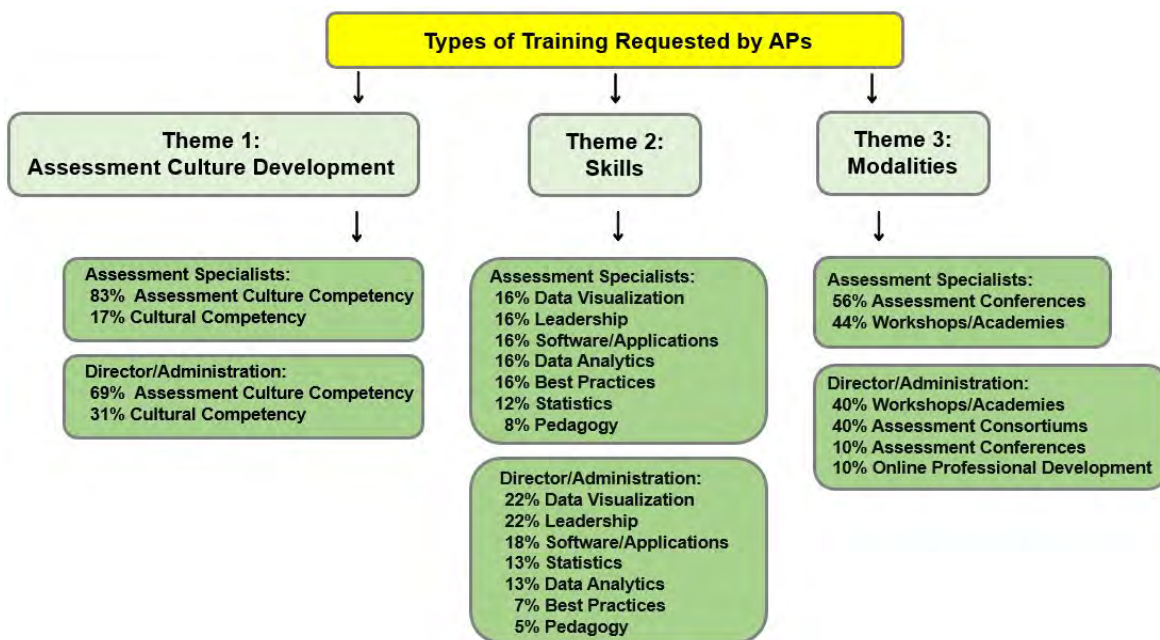 Types of Training Requested by APs
Theme 1:
Assessment Culture Development
Assessment Specialists:
83% Assessment Culture Competency
17% Cultural Competency
Director/Administration:
69% Assessment Culture Competency
31% Cultural Competency
Theme 2:
Skills
Assessment Specialists:
16% Data Visualization
16% Leadership
16% Software/Applications
16% Data Analytics
16% Best Practices
12% Statistics
8% Pedagogy
Director/Administration:
22% Data Visualization
22% Leadership
18% Software/Applications
13% Statistics
13% Data Analytics
7% Best Practices
5% Pedagogy
Theme 3:
Modalities
Assessment Specialists:
56% Assessment Conferences
44% Workshops/Academies
Director/Administration:
40% Workshops/Academies
40% Assessment Consortiums
10% Assessment Conferences
10% Online Professional Development